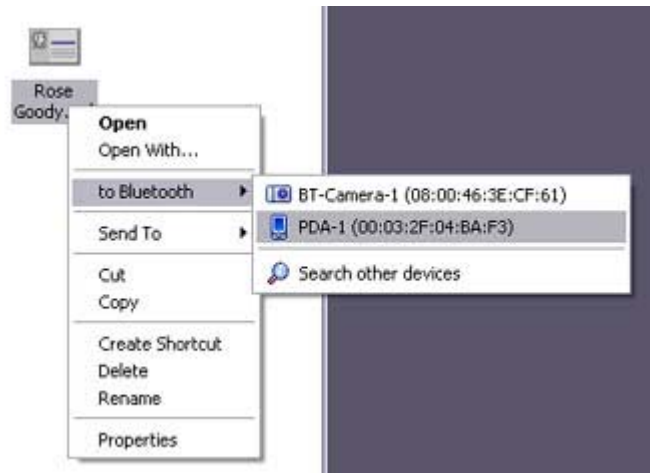 Rose
Goody.
Open
Open With...
to Bluetooth
BT-Camera-1 (08:00:46:3E:CF:61)
PDA-1 (00:03:2F:04:BA:F3)
Send To
Search other devices
Cut
Copy
Create Shortcut
Delete
Rename
Properties